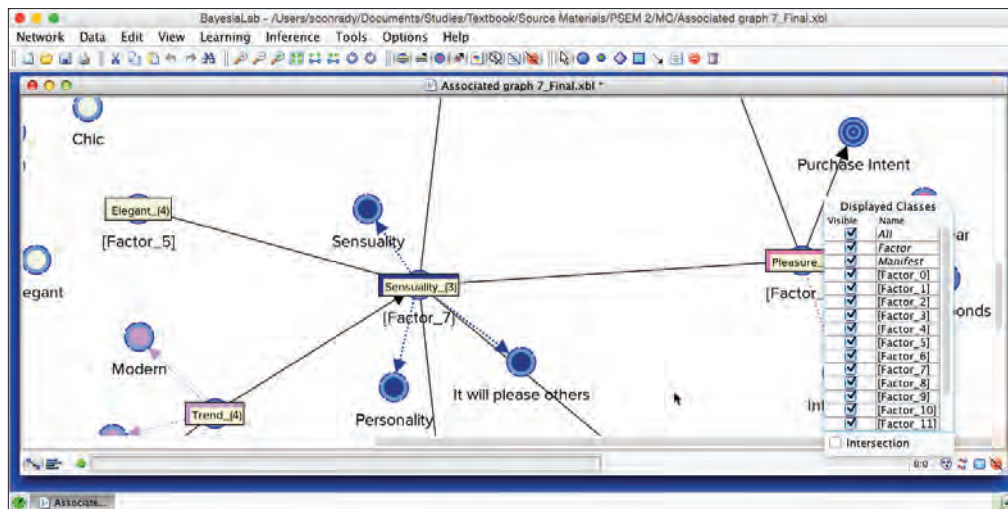 BayesiaLab - /Users/sconrady/Documents/Studies/Textbook/Source Materials/PSEM 2/MC/Associated graph 7_Final.xbl
Network Data Edit View Learning Inference Tools Options Help
Associated graph 7_Final.xbl *
Chic
Purchase Intent
Elegant_(4)
[Factor_5]
Sensuality
Displayed Classes
Visible Name
All
Factor
Manifest
[Factor_0]
[Factor_1]
[Factor_2]
[Factor_3]
[Factor_4]
[Factor_5]
[Factor_6]
[Factor_7]
[Factor_8]
[Factor_9]
[Factor_10]
[Factor_11]
Intersection
ear
Pleasure_
[Factor_
egant
Sensuality_(3)
[Factor_7]
onds
Modern
It will please others
Personality
Int
Trend_(4)
0:0
Associate...